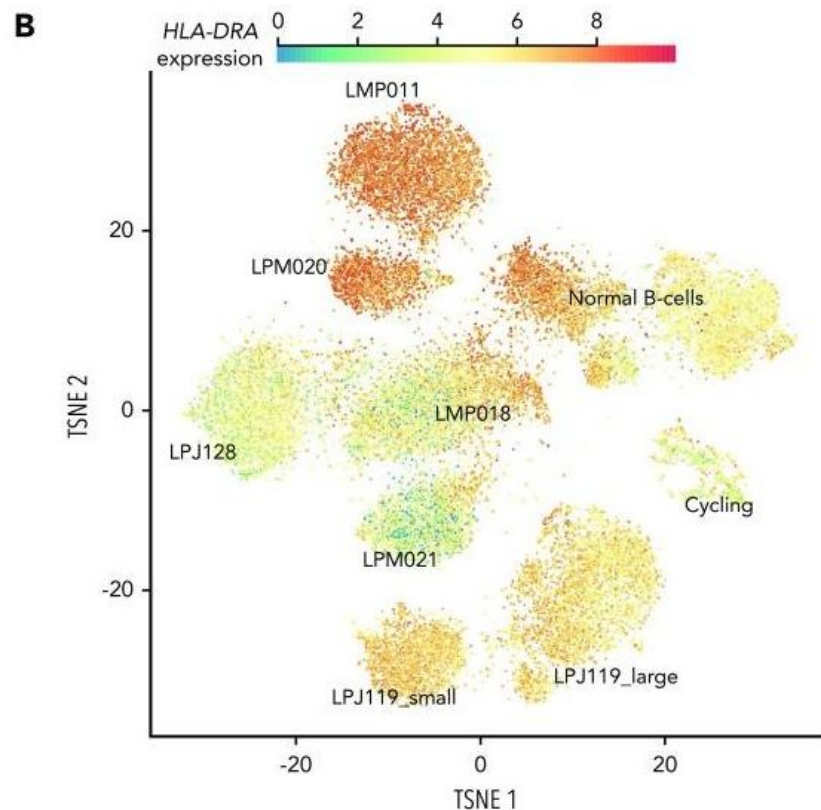 B
HLA-DRA
expression
0 2 4 6 8
LMP011
20
LPM020
Normal B-cells
TSNE 2
0
LMP018
LPJ128
Cycling
LPM021
-20
LPJ119_large
LPJ119_small
-20 0 20
TSNE 1